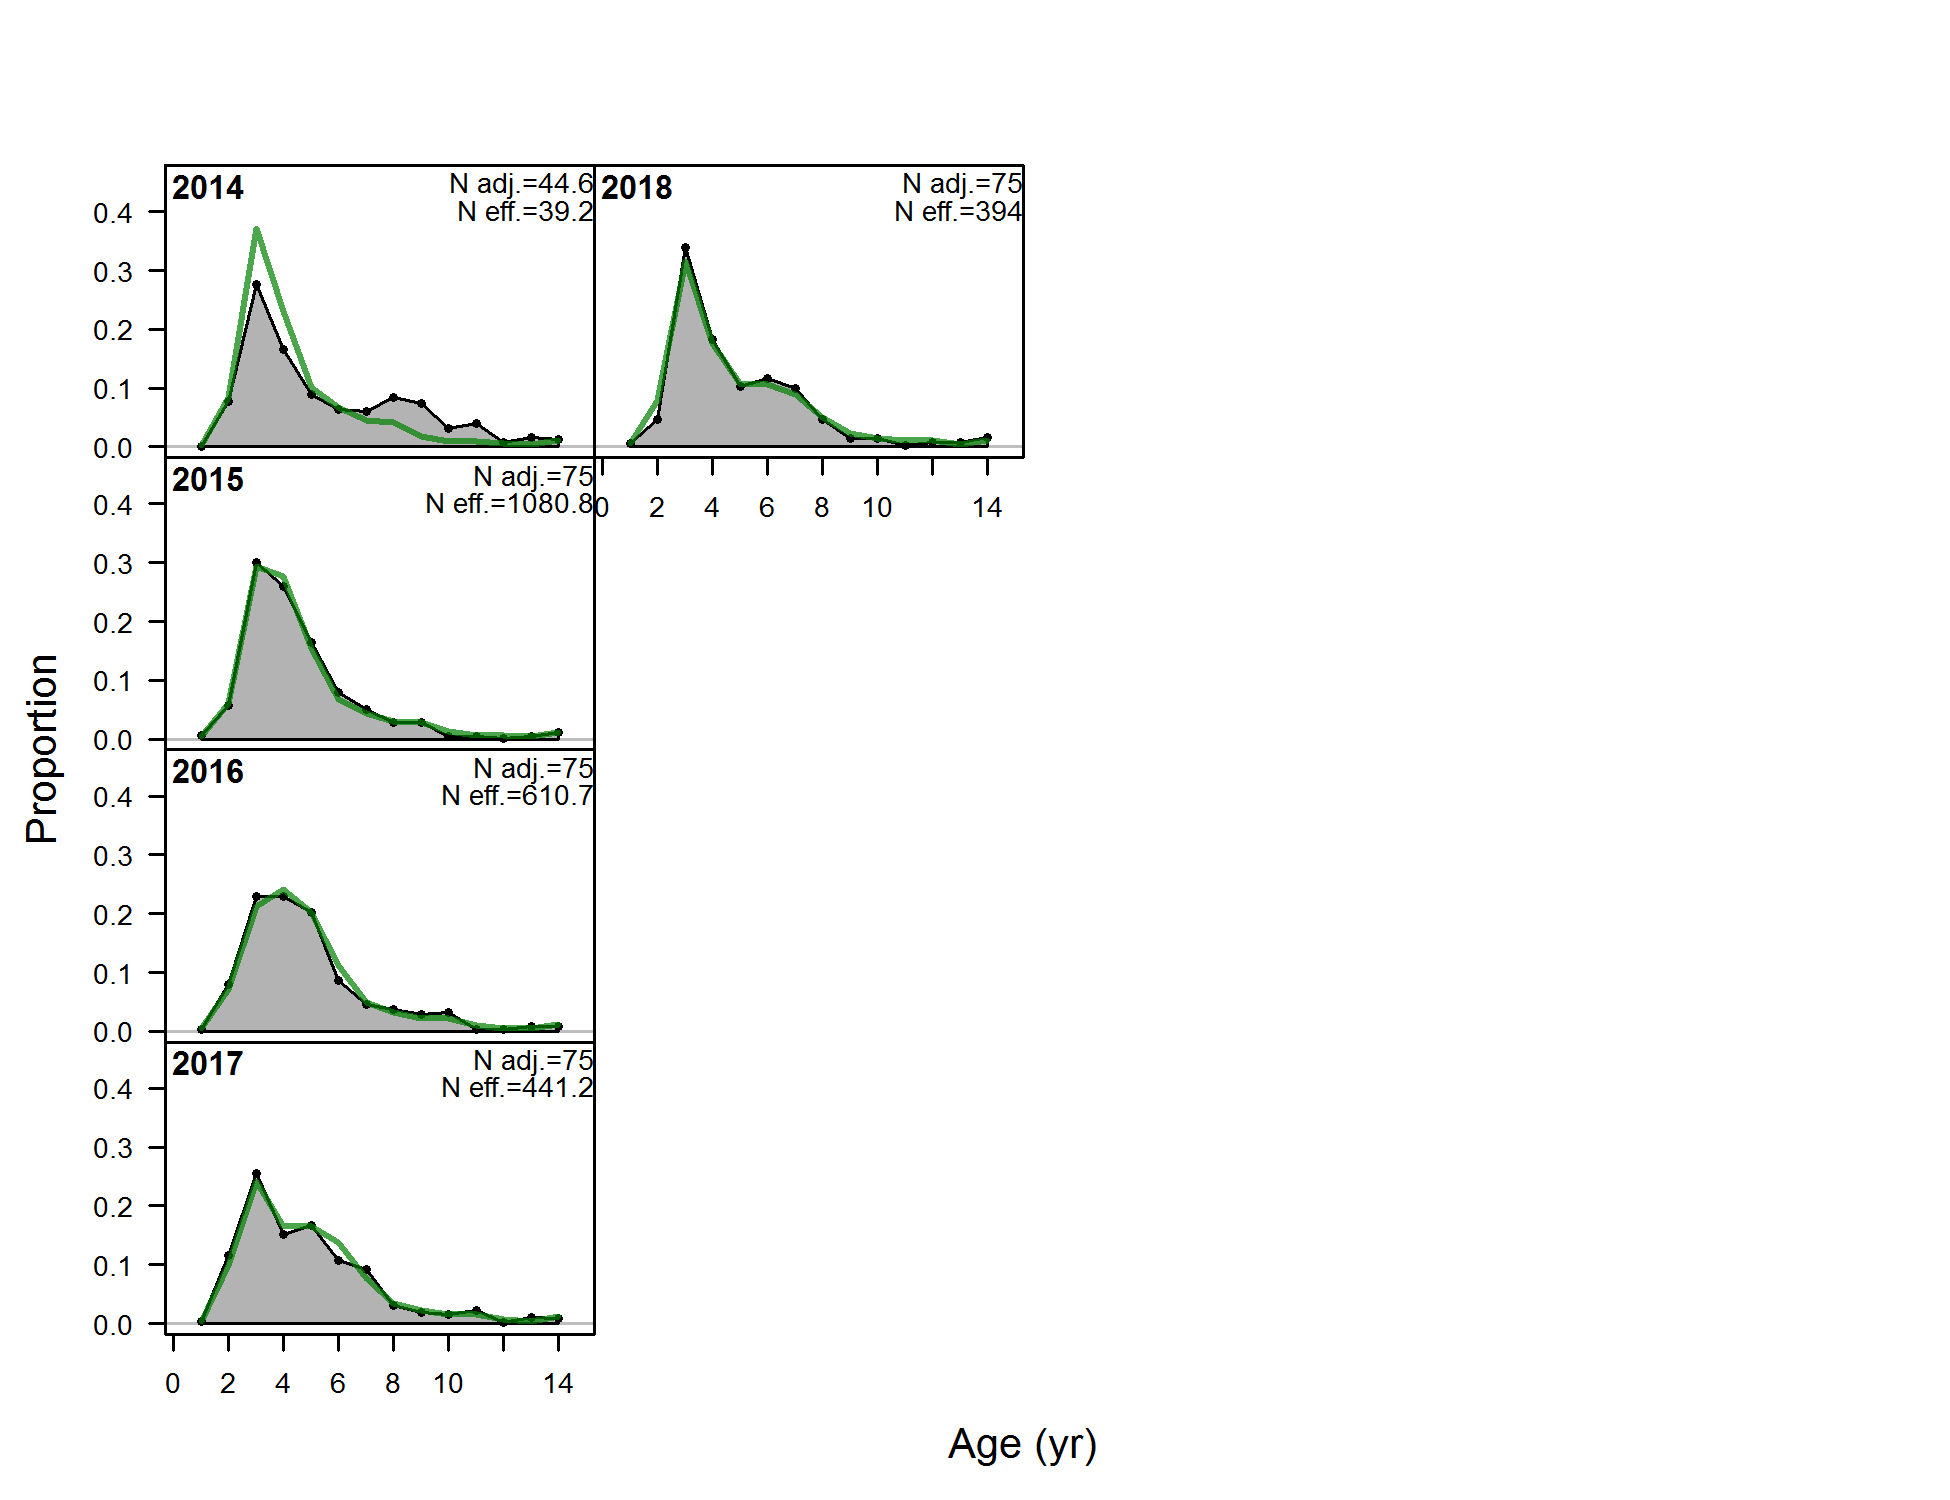 2014
N adj.=44.6
N eff.=39.2
0.4
0.3
0.2
0.1
0.0
2018
N adj.=75
N eff.=394
0 2 4 6 8 10 14
2015
N adj.=75
N eff.=1080.8
0.4
0.3
0.2
0.1
0.0
2016
N adj.=75
N eff.=610.7
0.4
0.3
0.2
0.1
0.0
2017
N adj.=75
N eff.=441.2
0.4
0.3
0.2
0.1
0.0
0 2 4 6 8 10 14
Proportion
Age (yr)